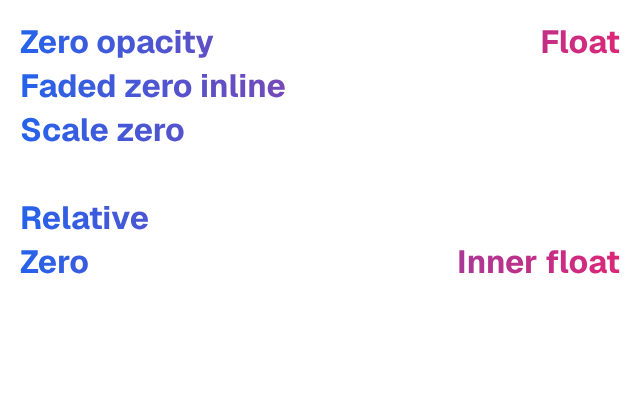 Zero opacity Float
Faded zero inline
Scale zero
Relative
Zero Inner float